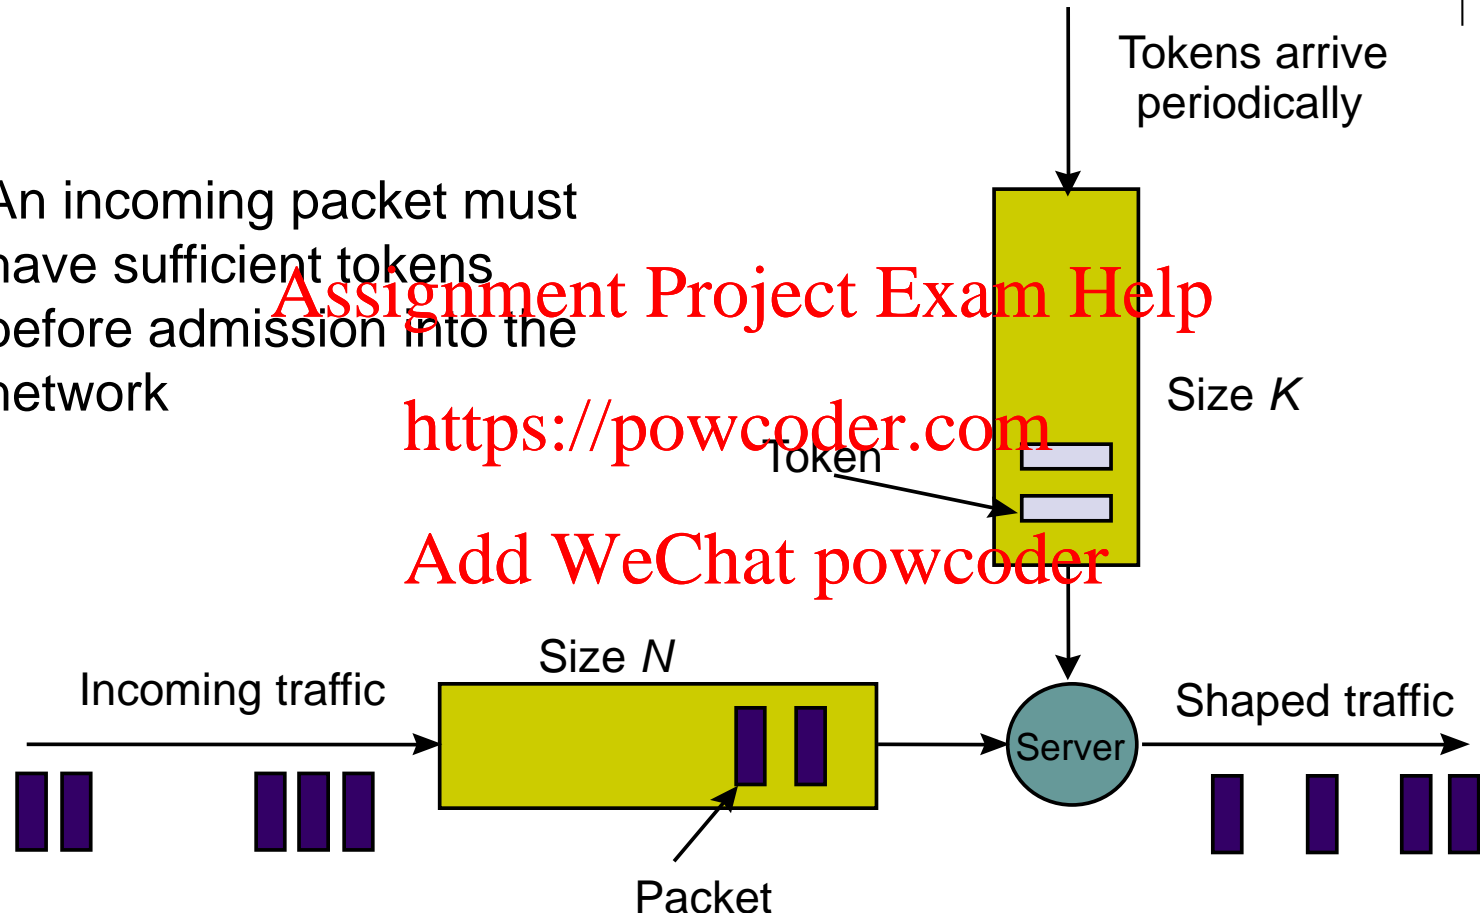 Tokens arrive
periodically
An incoming packet must
have sufficient tokens
before admission into the
network
Assignment Project Exam Help
Size K
https://powcoder.com
Token
Add WeChat powcoder
Size N
Incoming traffic
Server
Shaped traffic
Packet